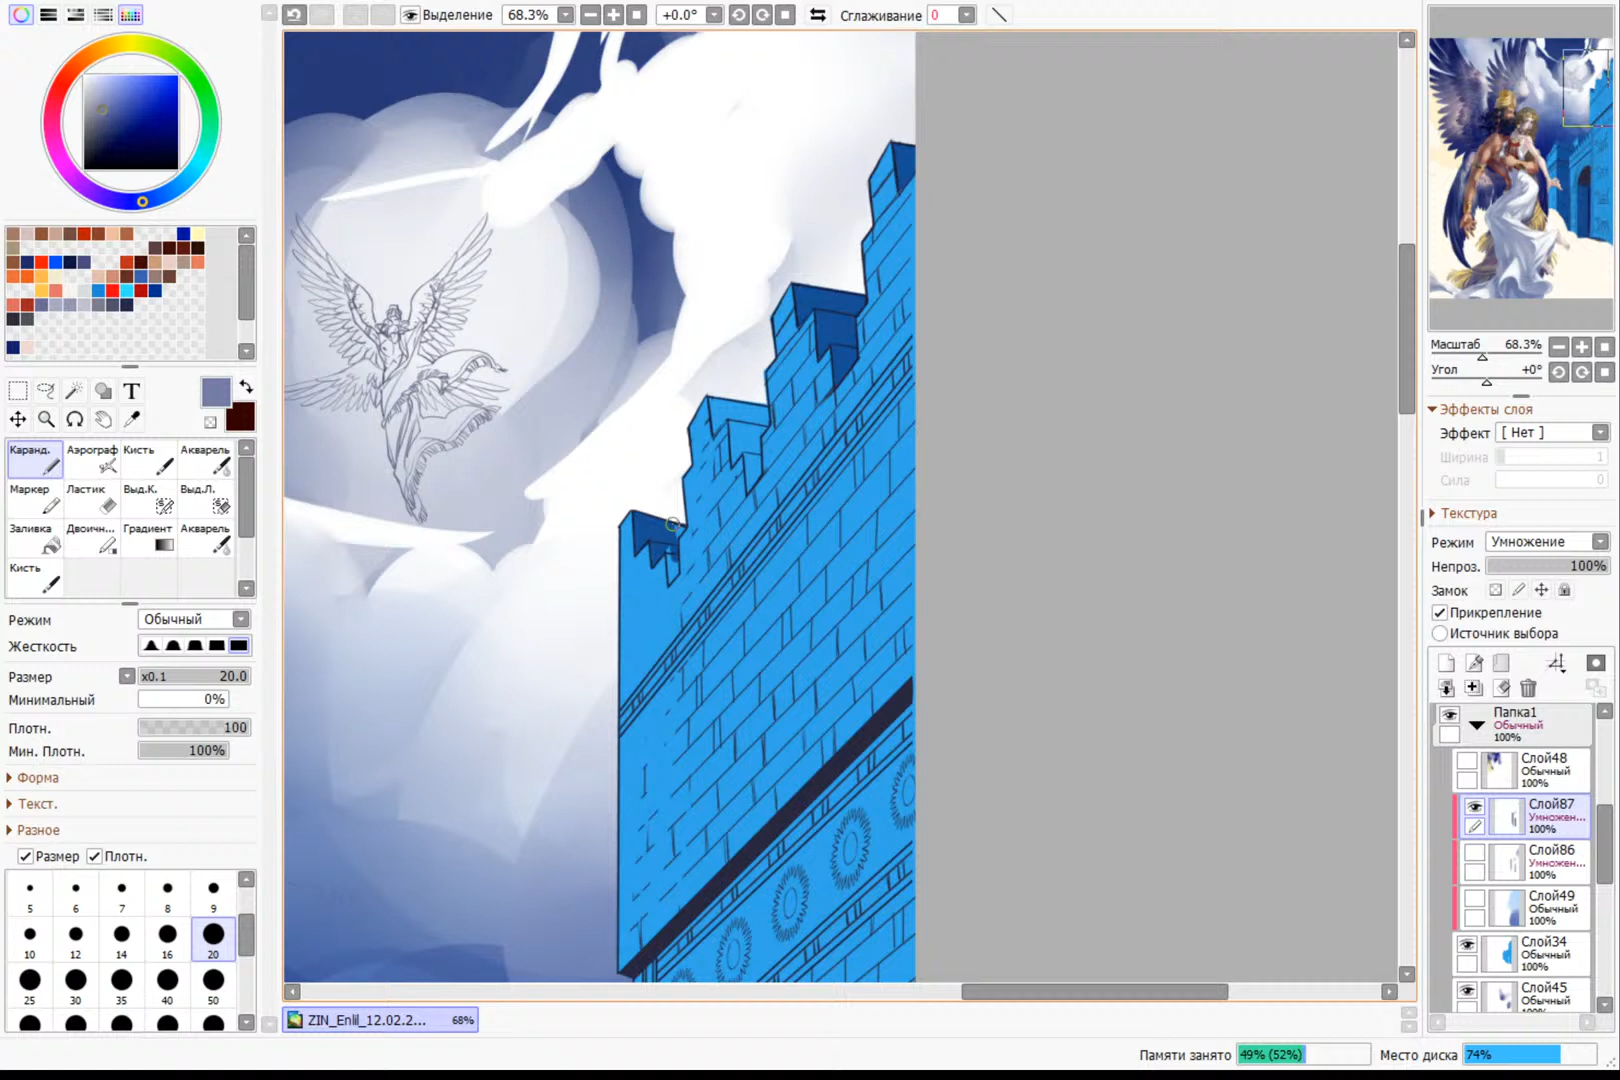 Выделение 68.3% +0.0° Сглаживание 0
Каранд. Аэрограф Кисть Акварель
Маркер Ластик Выд.К. Выд.Л.
Заливка Двоичн... Градиент Акварель
Кисть
Режим Обычный
Жесткость
Размер x0.1 20.0
Минимальный 0%
Плотн. 100
Мин. Плотн. 100%
Форма
Текст.
Разное
Размер Плотн.
5 6 7 8 9
10 12 14 16 20
25 30 35 40 50
ZIN_Enlil_12.02.2... 68%
Масштаб 68.3%
Угол +0°
Эффекты слоя
Эффект [ Нет ]
Ширина 1
Сила 0
Текстура
Режим Умножение
Непроз. 100%
Замок
Прикрепление
Источник выбора
Папка1
Обычный
100%
Слой48
Обычный
100%
Слой87
Умножен...
100%
Слой86
Умножен...
100%
Слой49
Обычный
100%
Слой34
Обычный
100%
Слой45
Обычный
100%
Памяти занято 49% (52%) Место диска 74%